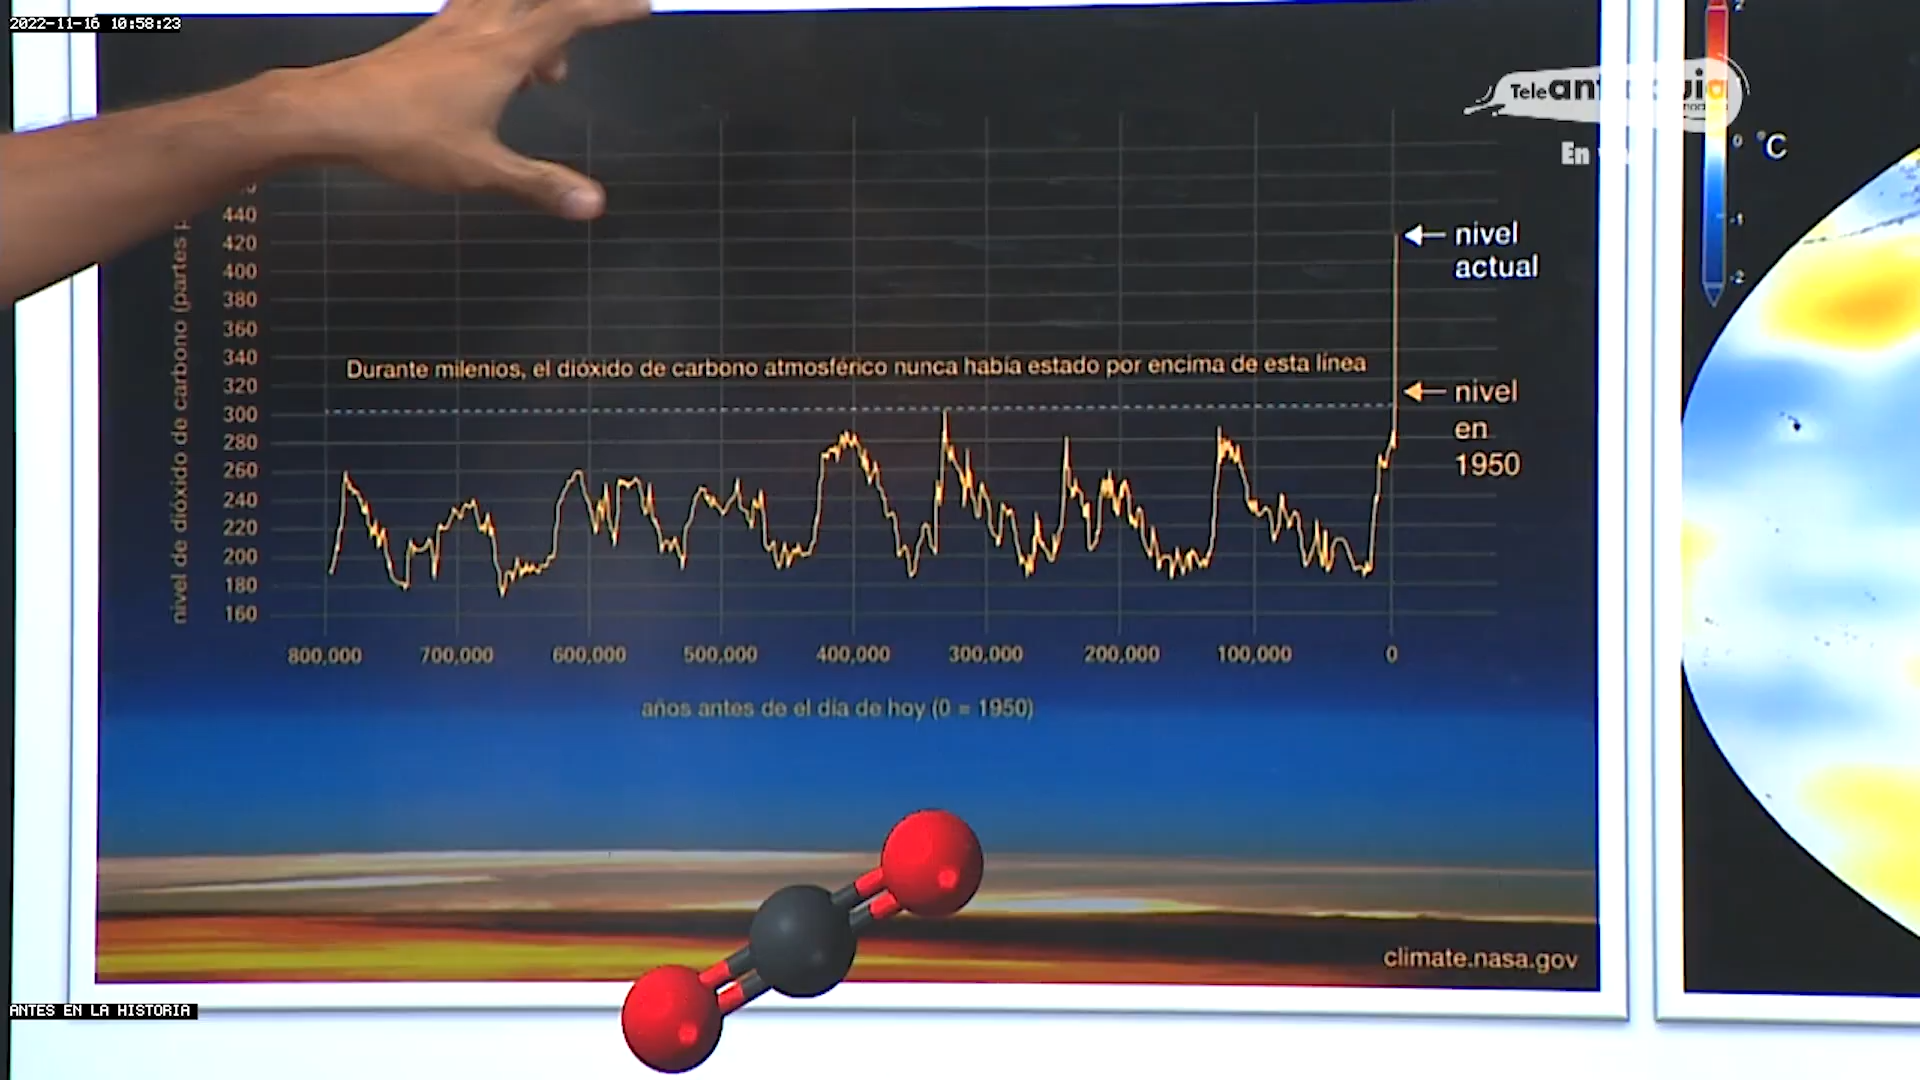 2022-11-16 10:58:23
2
Tele
°C
0
En
-1
-2
440
420
400
380
360
340
320
300
280
260
240
220
200
180
160
nivel de dióxido de carbono (partes
nivel
actual
Durante milenios, el dióxido de carbono atmosférico nunca había estado por encima de esta línea
nivel
en
1950
800,000 700,000 600,000 500,000 400,000 300,000 200,000 100,000 0
años antes de el día de hoy (0 = 1950)
climate.nasa.gov
ANTES EN LA HISTORIA